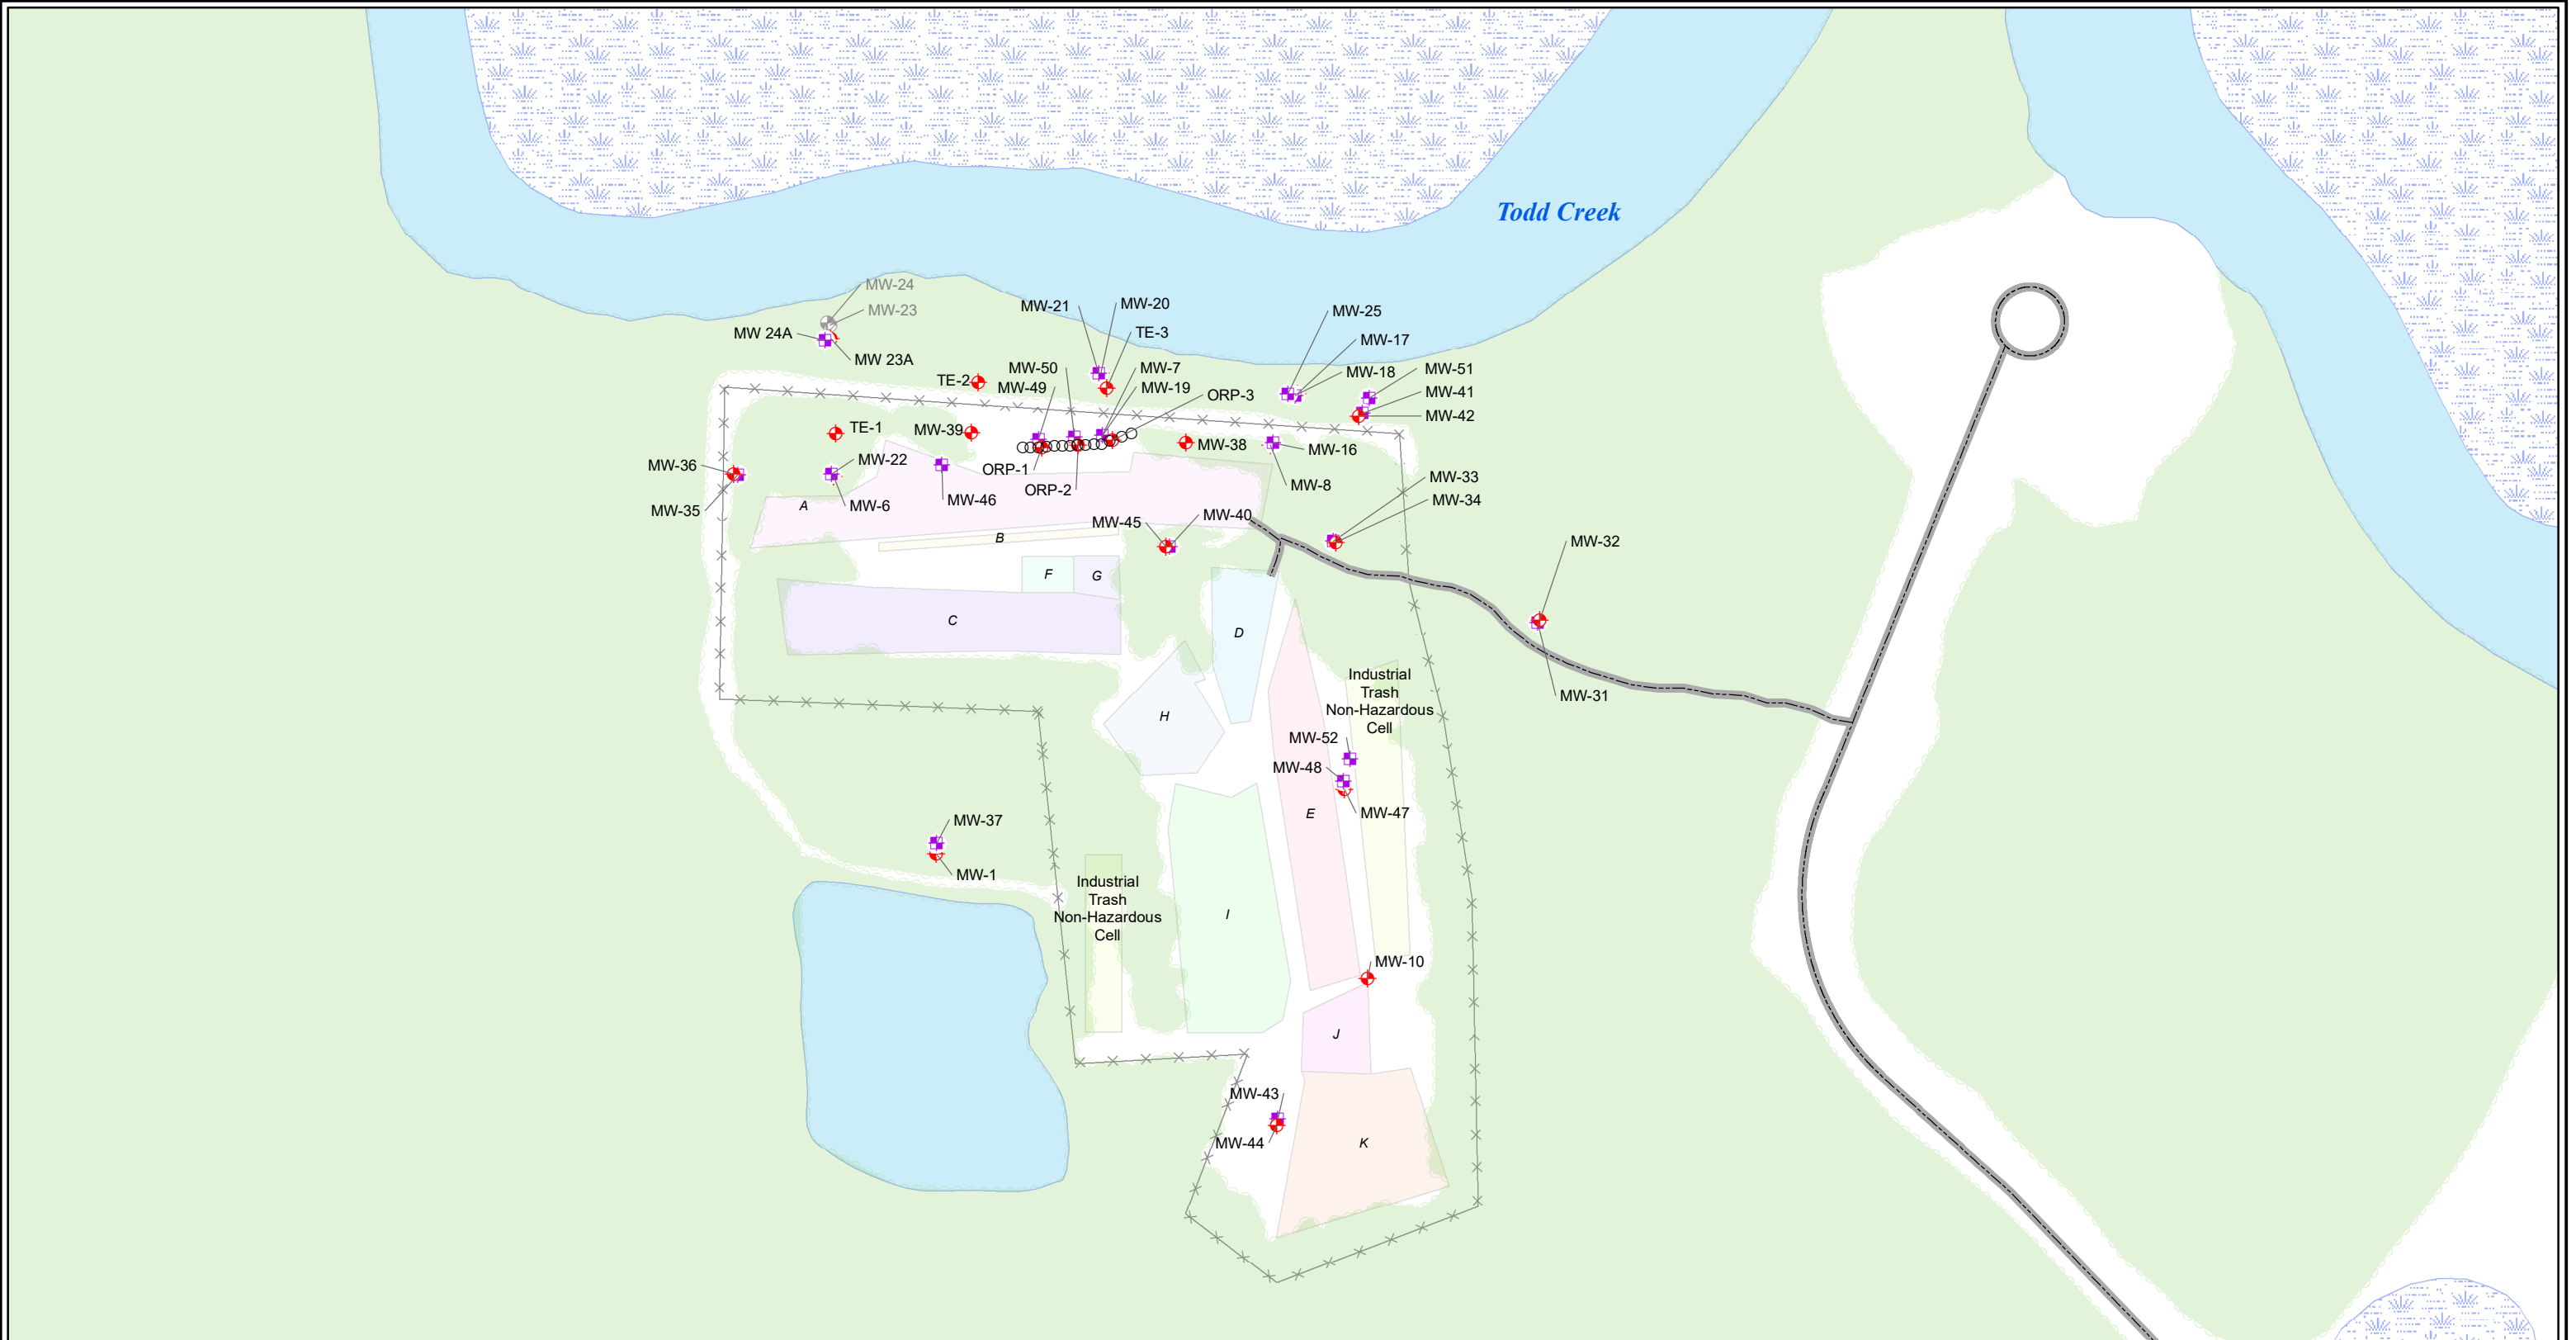 Todd Creek
MW-24
MW-23
MW 24A
MW 23A
MW-21
MW-20
TE-3
MW-25
MW-17
MW-18
MW-51
MW-41
MW-42
TE-2
MW-50
MW-49
MW-7
MW-19
ORP-3
TE-1
MW-39
MW-38
MW-16
MW-36
MW-22
ORP-1
ORP-2
MW-8
MW-33
MW-34
MW-35
A
MW-6
MW-46
MW-45
MW-40
B
MW-32
F
G
C
D
MW-31
Industrial
Trash
Non-Hazardous
Cell
H
MW-52
MW-48
E
MW-47
MW-37
MW-1
Industrial
Trash
Non-Hazardous
Cell
I
MW-10
J
MW-43
MW-44
K